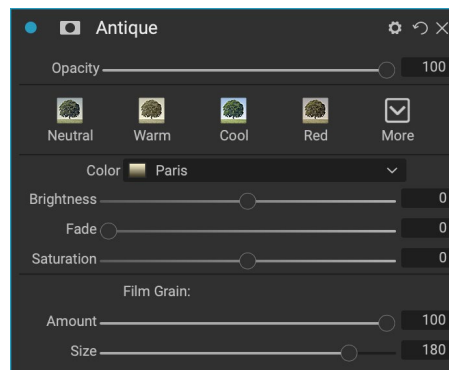 Antique
Opacity 100
Neutral Warm Cool Red More
Color Paris
Brightness 0
Fade 0
Saturation 0
Film Grain:
Amount 100
Size 180